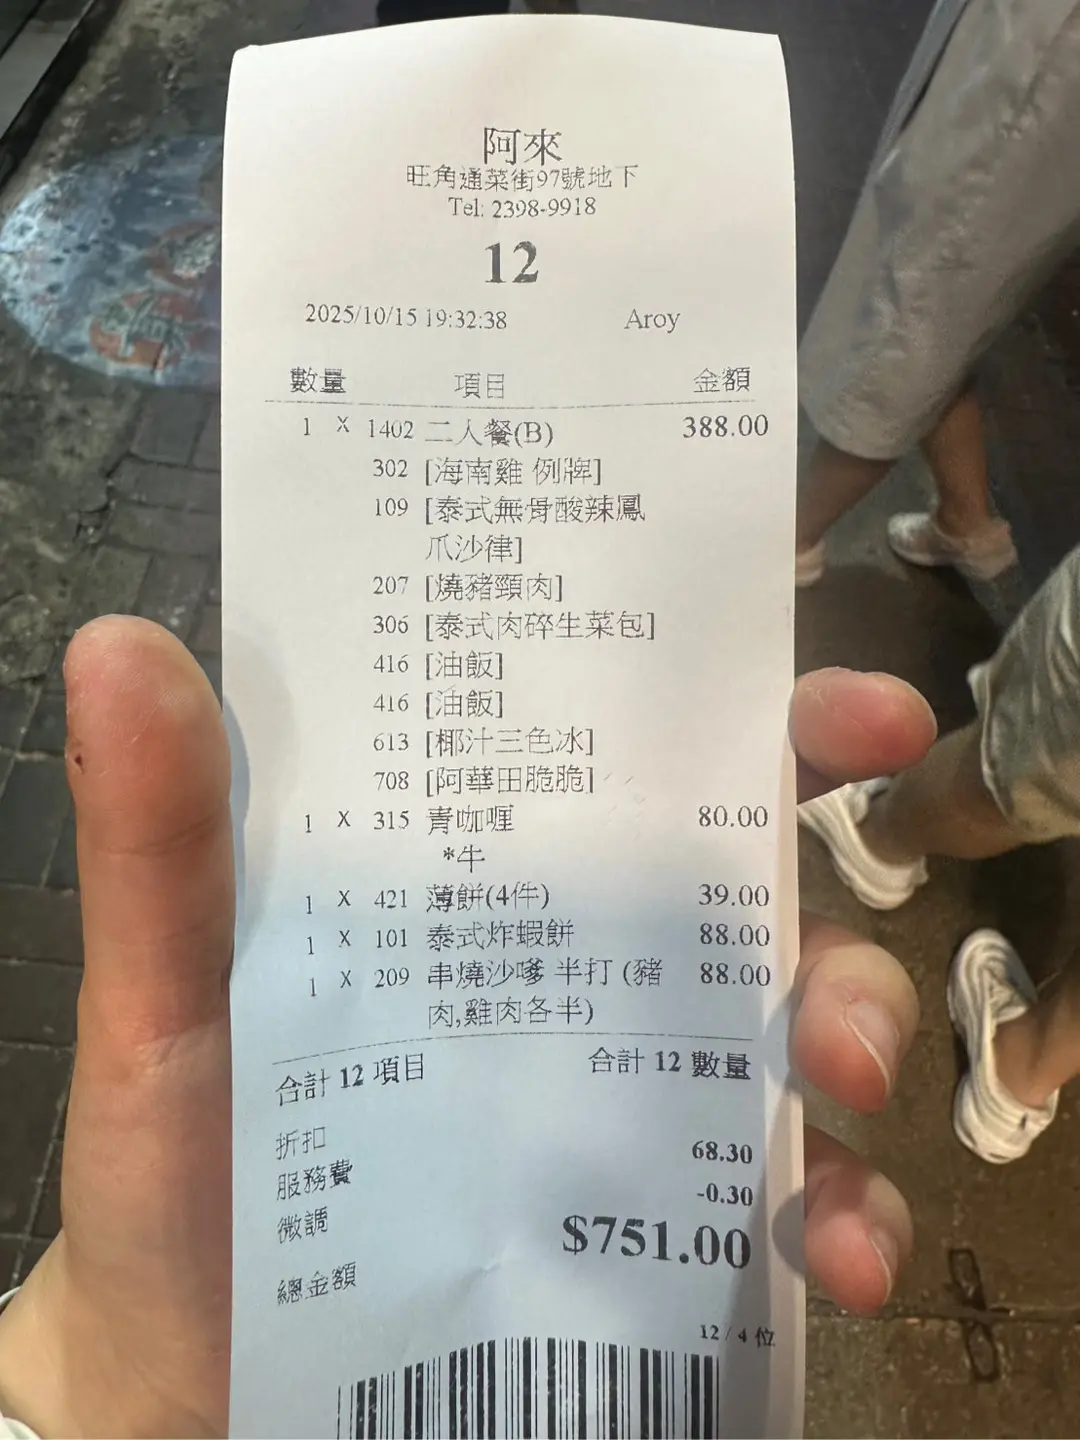 阿來
旺角通菜街97號地下
Tel: 2398-9918
12
2025/10/15 19:32:38 Aroy
數量 項目 金額
1 X 1402 二人餐(B) 388.00
302 [海南雞 例牌]
109 [泰式無骨酸辣鳳
爪沙律]
207 [燒豬頸肉]
306 [泰式肉碎生菜包]
416 [油飯]
416 [油飯]
613 [椰汁三色冰]
708 [阿華田脆脆]
1 X 315 青咖喱 80.00
*牛
1 X 421 薄餅(4件) 39.00
1 X 101 泰式炸蝦餅 88.00
1 X 209 串燒沙嗲 半打 (豬 88.00
肉,雞肉各半)
合計 12 項目 合計 12 數量
折扣
服務費 68.30
微調 -0.30
總金額 $751.00
12 / 4 位